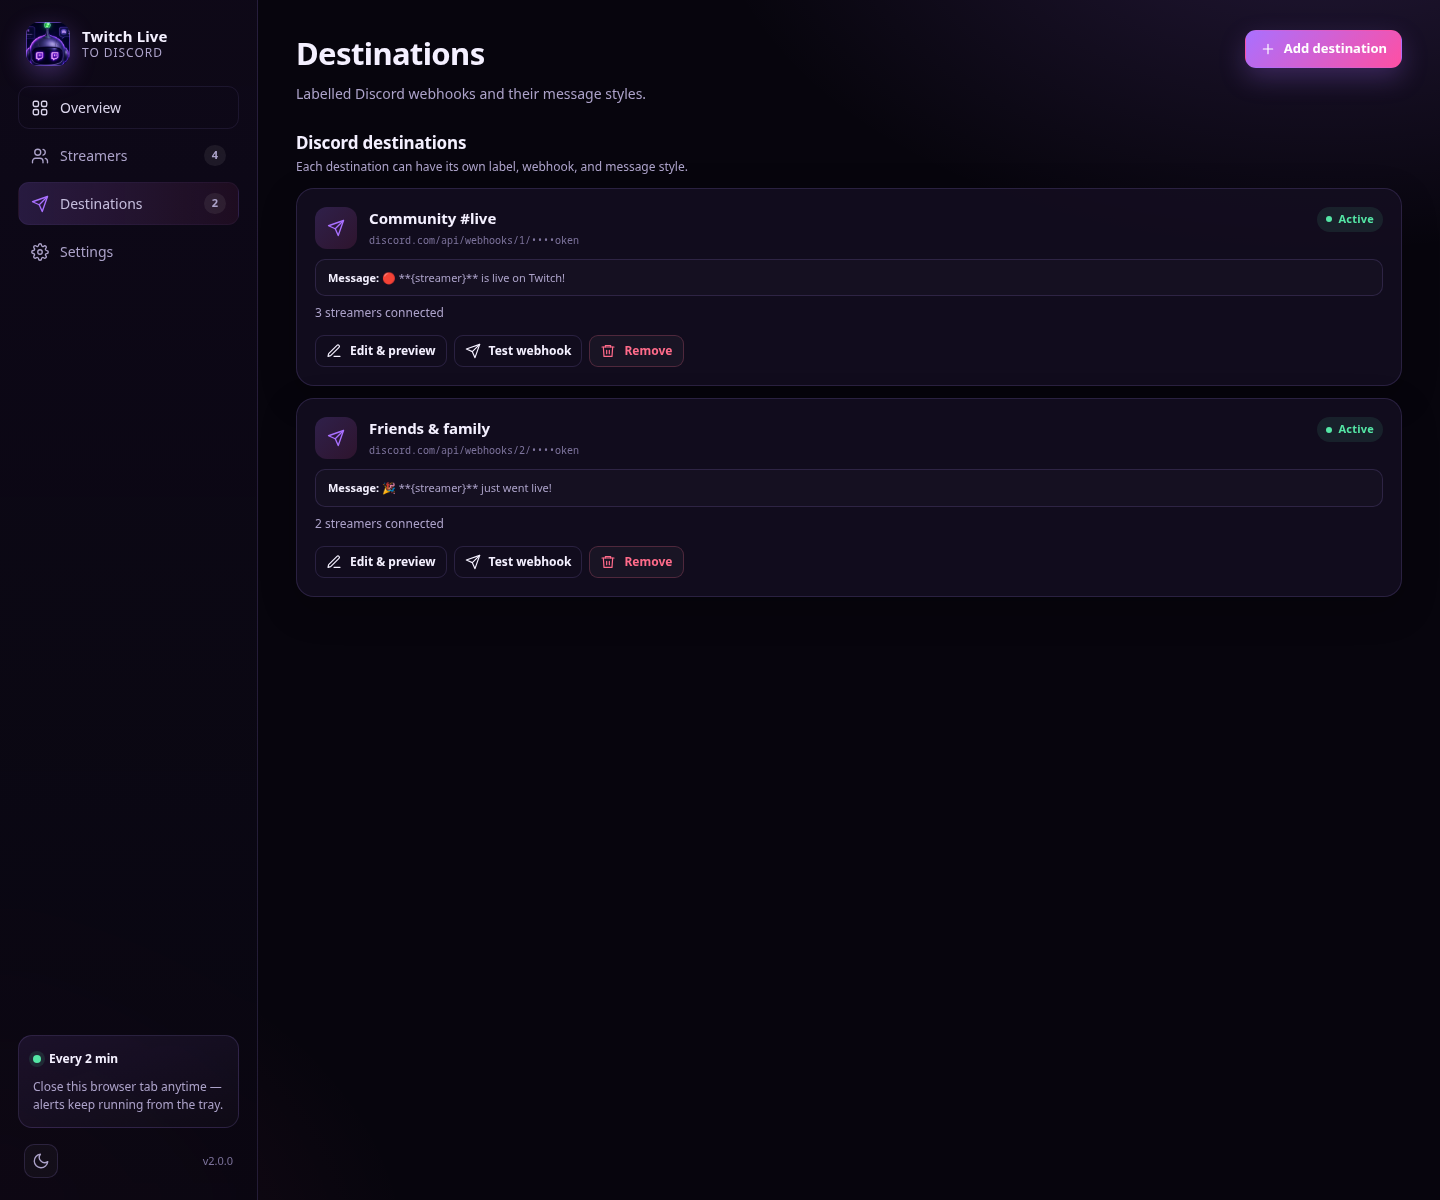 Twitch Live
TO DISCORD
Overview
Streamers 4
Destinations 2
Settings
Every 2 min
Close this browser tab anytime —
alerts keep running from the tray.
v2.0.0
Destinations
Add destination
Labelled Discord webhooks and their message styles.
Discord destinations
Each destination can have its own label, webhook, and message style.
Community #live
Active
discord.com/api/webhooks/1/••••oken
Message: 🔴 **{streamer}** is live on Twitch!
3 streamers connected
Edit & preview Test webhook Remove
Friends & family
Active
discord.com/api/webhooks/2/••••oken
Message: 🎉 **{streamer}** just went live!
2 streamers connected
Edit & preview Test webhook Remove